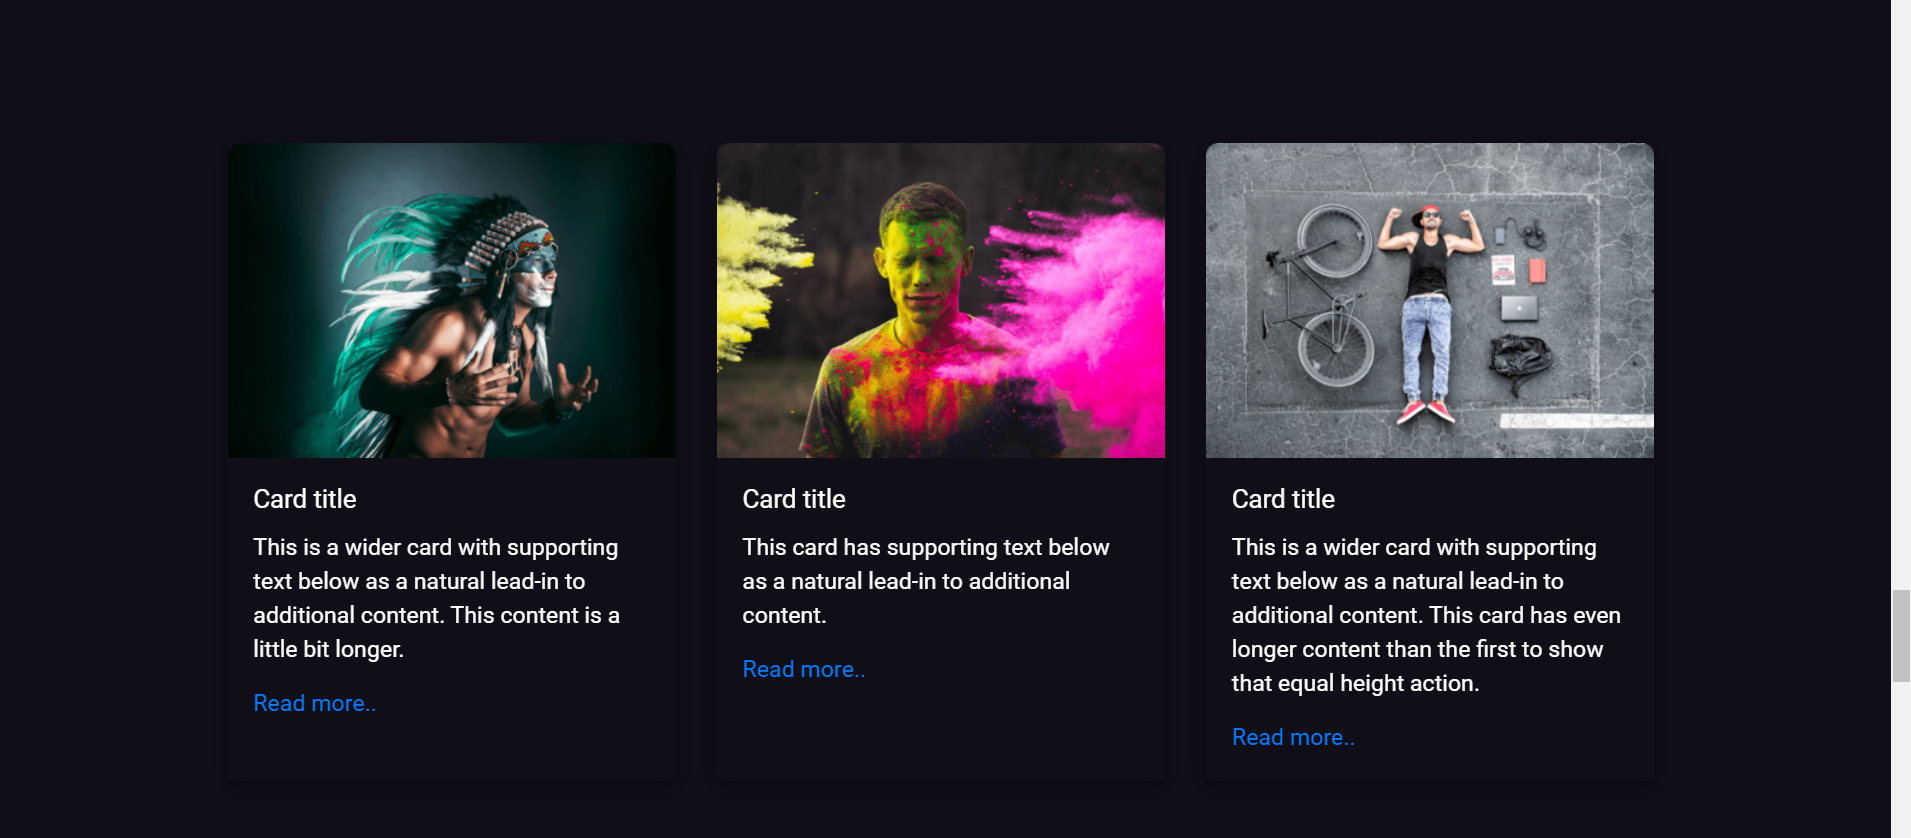 Card title
This is a wider card with supporting
text below as a natural lead-in to
additional content. This content is a
little bit longer.
Read more..
Card title
This card has supporting text below
as a natural lead-in to additional
content.
Read more..
Card title
This is a wider card with supporting
text below as a natural lead-in to
additional content. This card has even
longer content than the first to show
that equal height action.
Read more..